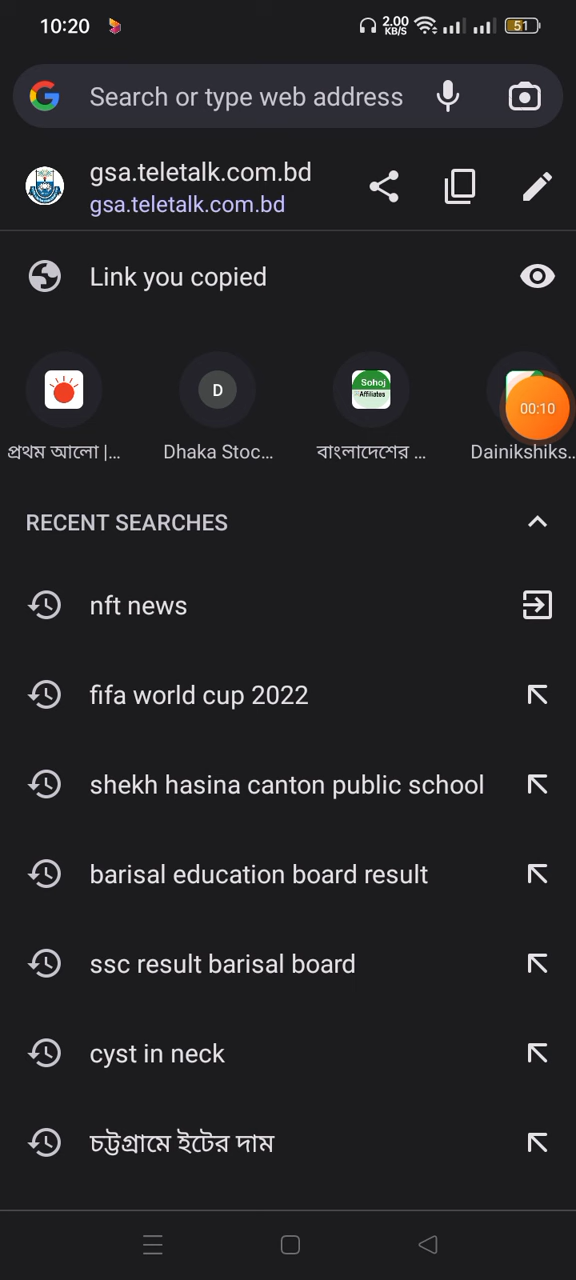 10:20
2.00
KB/S
51
Search or type web address
gsa.teletalk.com.bd
gsa.teletalk.com.bd
Link you copied
D
Sohoj
Affiliates
00:10
প্রথম আলো |...
Dhaka Stoc...
বাংলাদেশের ...
Dainikshiks...
RECENT SEARCHES
nft news
fifa world cup 2022
shekh hasina canton public school
barisal education board result
ssc result barisal board
cyst in neck
চট্টগ্রামে ইটের দাম